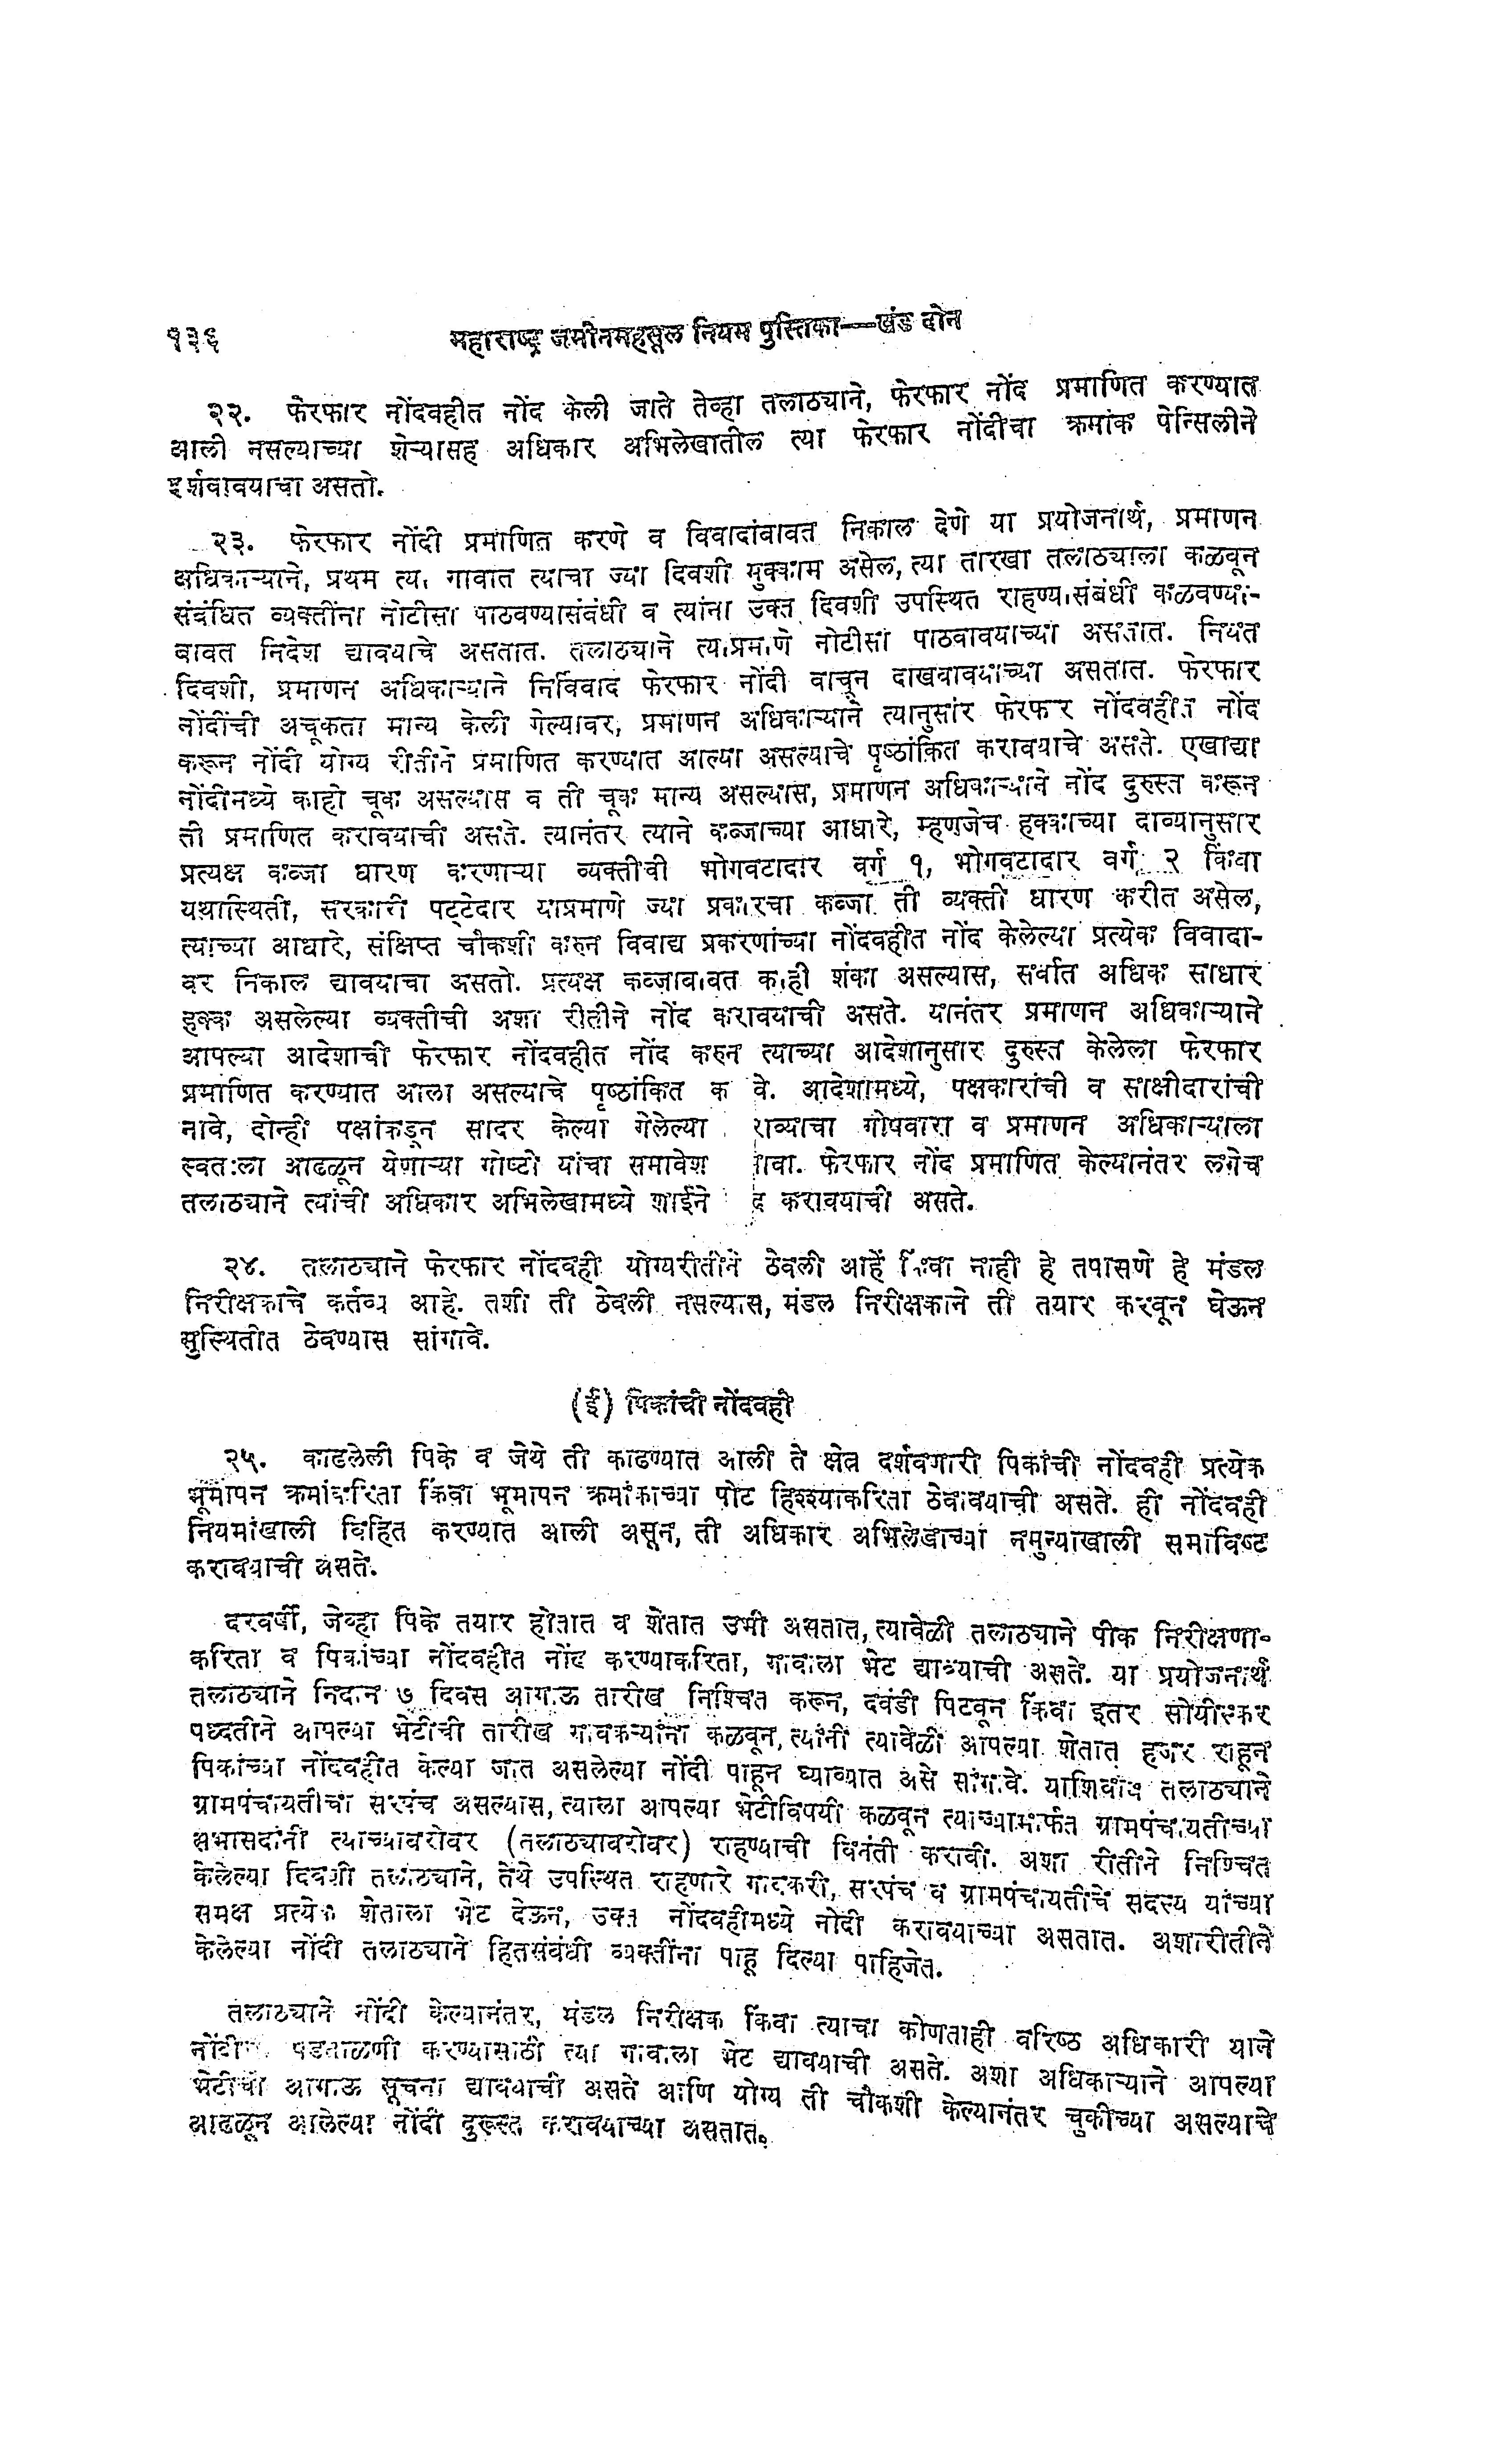 १३६
महाराष्ट्र जमीनमहसूल नियम पुस्तिका—खंड दोन
२२. फेरफार नोंदवहीत नोंद केली जाते तेव्हा तलाठ्याने, फेरफार नोंद प्रमाणित करण्यात
आली नसल्याच्या शेऱ्यासह अधिकार अभिलेखातील त्या फेरफार नोंदीचा क्रमांक पेन्सिलीने
दर्शवावयाचा असतो.
२३. फेरफार नोंदी प्रमाणित करणे व विवादांबाबत निकाल देणे या प्रयोजनार्थ, प्रमाणन
अधिकाऱ्याने, प्रथम त्या गावात त्याचा ज्या दिवशी मुक्काम असेल, त्या तारखा तलाठ्याला कळवून
संबंधित व्यक्तींना नोटीसा पाठवण्यासंबंधी व त्यांना उक्त दिवशी उपस्थित राहण्यासंबंधी कळवण्या-
बाबत निदेश द्यावयाचे असतात. तलाठ्याने त्याप्रमाणे नोटीसा पाठवावयाच्या असतात. नियत
दिवशी, प्रमाणन अधिकाऱ्याने निर्विवाद फेरफार नोंदी वाचून दाखवावयाच्या असतात. फेरफार
नोंदींची अचूकता मान्य केली गेल्यावर, प्रमाणन अधिकाऱ्याने त्यानुसार फेरफार नोंदवहीत नोंद
करून नोंदी योग्य रीतीने प्रमाणित करण्यात आल्या असल्याचे पृष्ठांकित करावयाचे असते. एखाद्या
नोंदीमध्ये काही चूक असल्यास व ती चूक मान्य असल्यास, प्रमाणन अधिकाऱ्याने नोंद दुरुस्त करून
ती प्रमाणित करावयाची असते. त्यानंतर त्याने कब्जाच्या आधारे, म्हणजेच हक्काच्या दाव्यानुसार
प्रत्यक्ष कब्जा धारण करणाऱ्या व्यक्तीची भोगवटादार वर्ग १, भोगवटादार वर्ग २ किंवा
यथास्थिती, सरकारी पट्टेदार याप्रमाणे ज्या प्रकारचा कब्जा ती व्यक्ती धारण करीत असेल,
त्याच्या आधारे, संक्षिप्त चौकशी करुन विवाद्य प्रकरणांच्या नोंदवहीत नोंद केलेल्या प्रत्येक विवादा-
वर निकाल द्यावयाचा असतो. प्रत्यक्ष कब्जाबाबत काही शंका असल्यास, सर्वात अधिक साधार
हक्क असलेल्या व्यक्तीची अशा रीतीने नोंद करावयाची असते. यानंतर प्रमाणन अधिकाऱ्याने
आपल्या आदेशाची फेरफार नोंदवहीत नोंद करुन त्याच्या आदेशानुसार दुरुस्त केलेला फेरफार
प्रमाणित करण्यात आला असल्याचे पृष्ठांकित क वे. आदेशामध्ये, पक्षकारांची व साक्षीदारांची
नावे, दोन्ही पक्षांकडून सादर केल्या गेलेल्या राव्याचा गोषवारा व प्रमाणन अधिकाऱ्याला
स्वतःला आढळून येणाऱ्या गोष्टी यांचा समावेश ावा. फेरफार नोंद प्रमाणित केल्यानंतर लगेच
तलाठ्याने त्यांची अधिकार अभिलेखामध्ये शाईने द करावयाची असते.
२४. तलाठ्याने फेरफार नोंदवही योग्यरीतीने ठेवली आहे किंवा नाही हे तपासणे हे मंडल
निरीक्षकाचे कर्तव्य आहे. तशी ती ठेवली नसल्यास, मंडल निरीक्षकाने ती तयार करवून घेऊन
सुस्थितीत ठेवण्यास सांगावे.
(ई) पिकांची नोंदवही
२५. काढलेली पिके व जेथे ती काढण्यात आली ते क्षेत्र दर्शवणारी पिकांची नोंदवही प्रत्येक
भूमापन क्रमांकरिता किंवा भूमापन क्रमांकाच्या पोट हिश्श्याकरिता ठेवावयाची असते. ही नोंदवही
नियमांखाली विहित करण्यात आली असून, ती अधिकार अभिलेखाच्या नमुन्याखाली समाविष्ट
करावयाची असते.
दरवर्षी, जेव्हा पिके तयार होतात व शेतात उभी असतात, त्यावेळी तलाठ्याने पीक निरीक्षणा-
करिता व पिकांच्या नोंदवहीत नोंद करण्याकरिता, गावाला भेट द्यावयाची असते. या प्रयोजनार्थ
तलाठ्याने निदान ७ दिवस आगाऊ तारीख निश्चित करून, दवंडी पिटवून किंवा इतर सोयीस्कर
पध्दतीने आपल्या भेटीची तारीख गावकऱ्यांना कळवून, त्यांनी त्यावेळी आपल्या शेतात हजर राहून
पिकांच्या नोंदवहीत केल्या जात असलेल्या नोंदी पाहून घ्याव्यात असे सांगावे. याशिवाय तलाठ्याने
ग्रामपंचायतीचा सरपंच असल्यास, त्याला आपल्या भेटीविषयी कळवून त्याच्यामार्फत ग्रामपंचायतीच्या
सभासदांनी त्याच्याबरोबर (तलाठ्याबरोबर) राहण्याची विनंती करावी. अशा रीतीने निश्चित
केलेल्या दिवशी तलाठ्याने, तेथे उपस्थित राहणारे गावकरी, सरपंच व ग्रामपंचायतीचे सदस्य यांच्या
समक्ष प्रत्येक शेताला भेट देऊन, उक्त नोंदवहीमध्ये नोंदी करावयाच्या असतात. अशारीतीने
केलेल्या नोंदी तलाठ्याने हितसंबंधी व्यक्तींना पाहू दिल्या पाहिजेत.
तलाठ्याने नोंदी केल्यानंतर, मंडल निरीक्षक किंवा त्याचा कोणताही वरिष्ठ अधिकारी याने
पडताळणी करण्यासाठी त्या गावाला भेट द्यावयाची असते. अशा अधिकाऱ्याने आपल्या
भेटीची आगाऊ सूचना द्यावयाची असते आणि योग्य ती चौकशी केल्यानंतर चुकीच्या असल्याचे
आढळून आलेल्या नोंदी दुरूस्त करावयाच्या असतात.